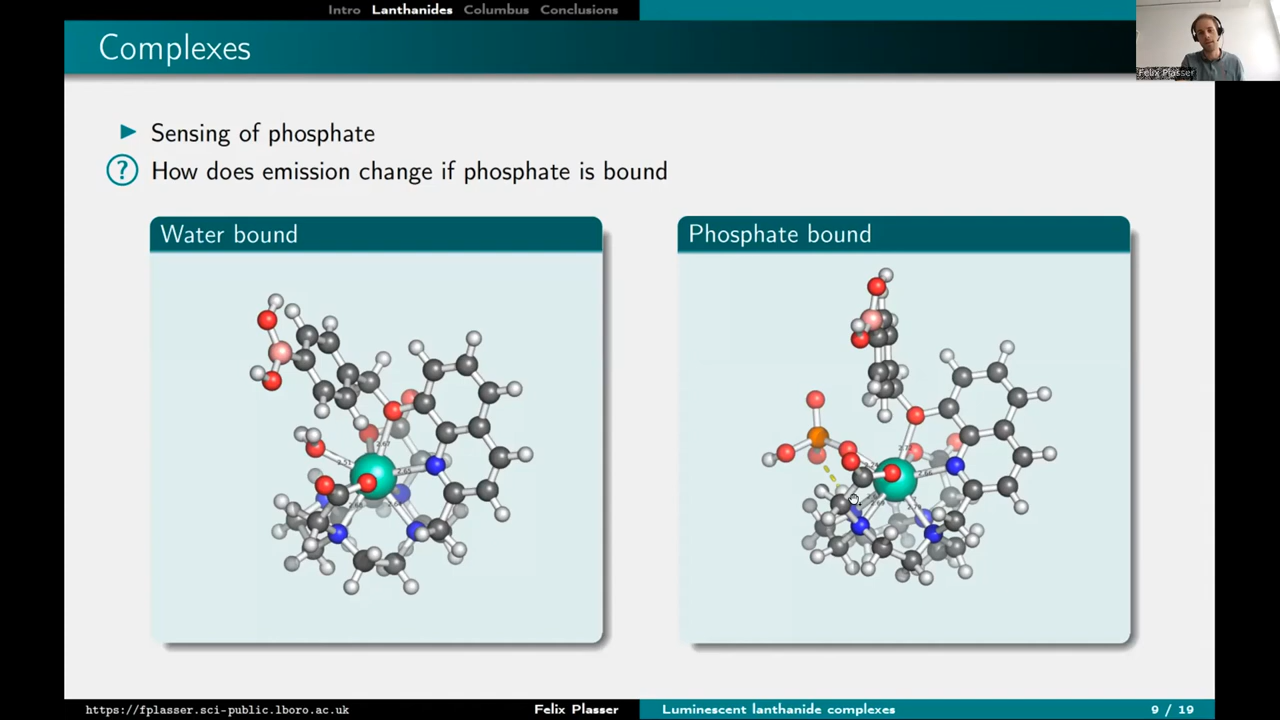 Intro Lanthanides Columbus Conclusions
Complexes
Felix Plasser
Sensing of phosphate
? How does emission change if phosphate is bound
Water bound
Phosphate bound
https://fplasser.sci-public.lboro.ac.uk
Felix Plasser
Luminescent lanthanide complexes
9 / 19